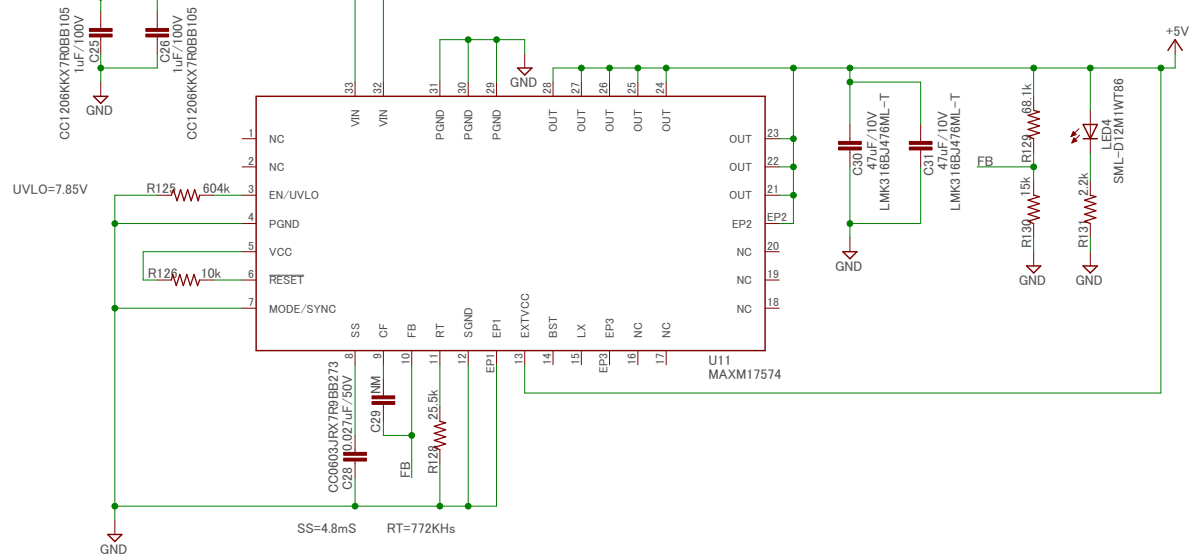 CC1206KKX7R0BB105
1uF/100V
C25
C26
1uF/100V
CC1206KKX7R0BB105
GND
+5V
GND
33
32
31
30
29
28
27
26
25
24
VIN
VIN
PGND
PGND
PGND
OUT
OUT
OUT
OUT
OUT
1
NC
2
NC
UVLO=7.85V
R125
604k
3
EN/UVLO
4
PGND
5
VCC
R126
10k
6
RESET
7
MODE/SYNC
OUT
23
OUT
22
OUT
21
EP2
EP2
NC
20
NC
19
NC
18
C30
47uF/10V
LMK316BJ476ML-T
GND
C31
47uF/10V
LMK316BJ476ML-T
FB
R129
68.1k
R130
15k
GND
LED4
SML-D12M1WT86
R131
2.2k
GND
SS
CF
FB
RT
SGND
EP1
EXTVCC
BST
LX
EP3
NC
NC
8
9
10
11
12
EP1
13
14
15
EP3
16
17
U11
MAXM17574
CC0603JRX7R9BB273
0.027uF/50V
C28
C29
NM
FB
R128
25.5k
SS=4.8mS
RT=772KHs
GND